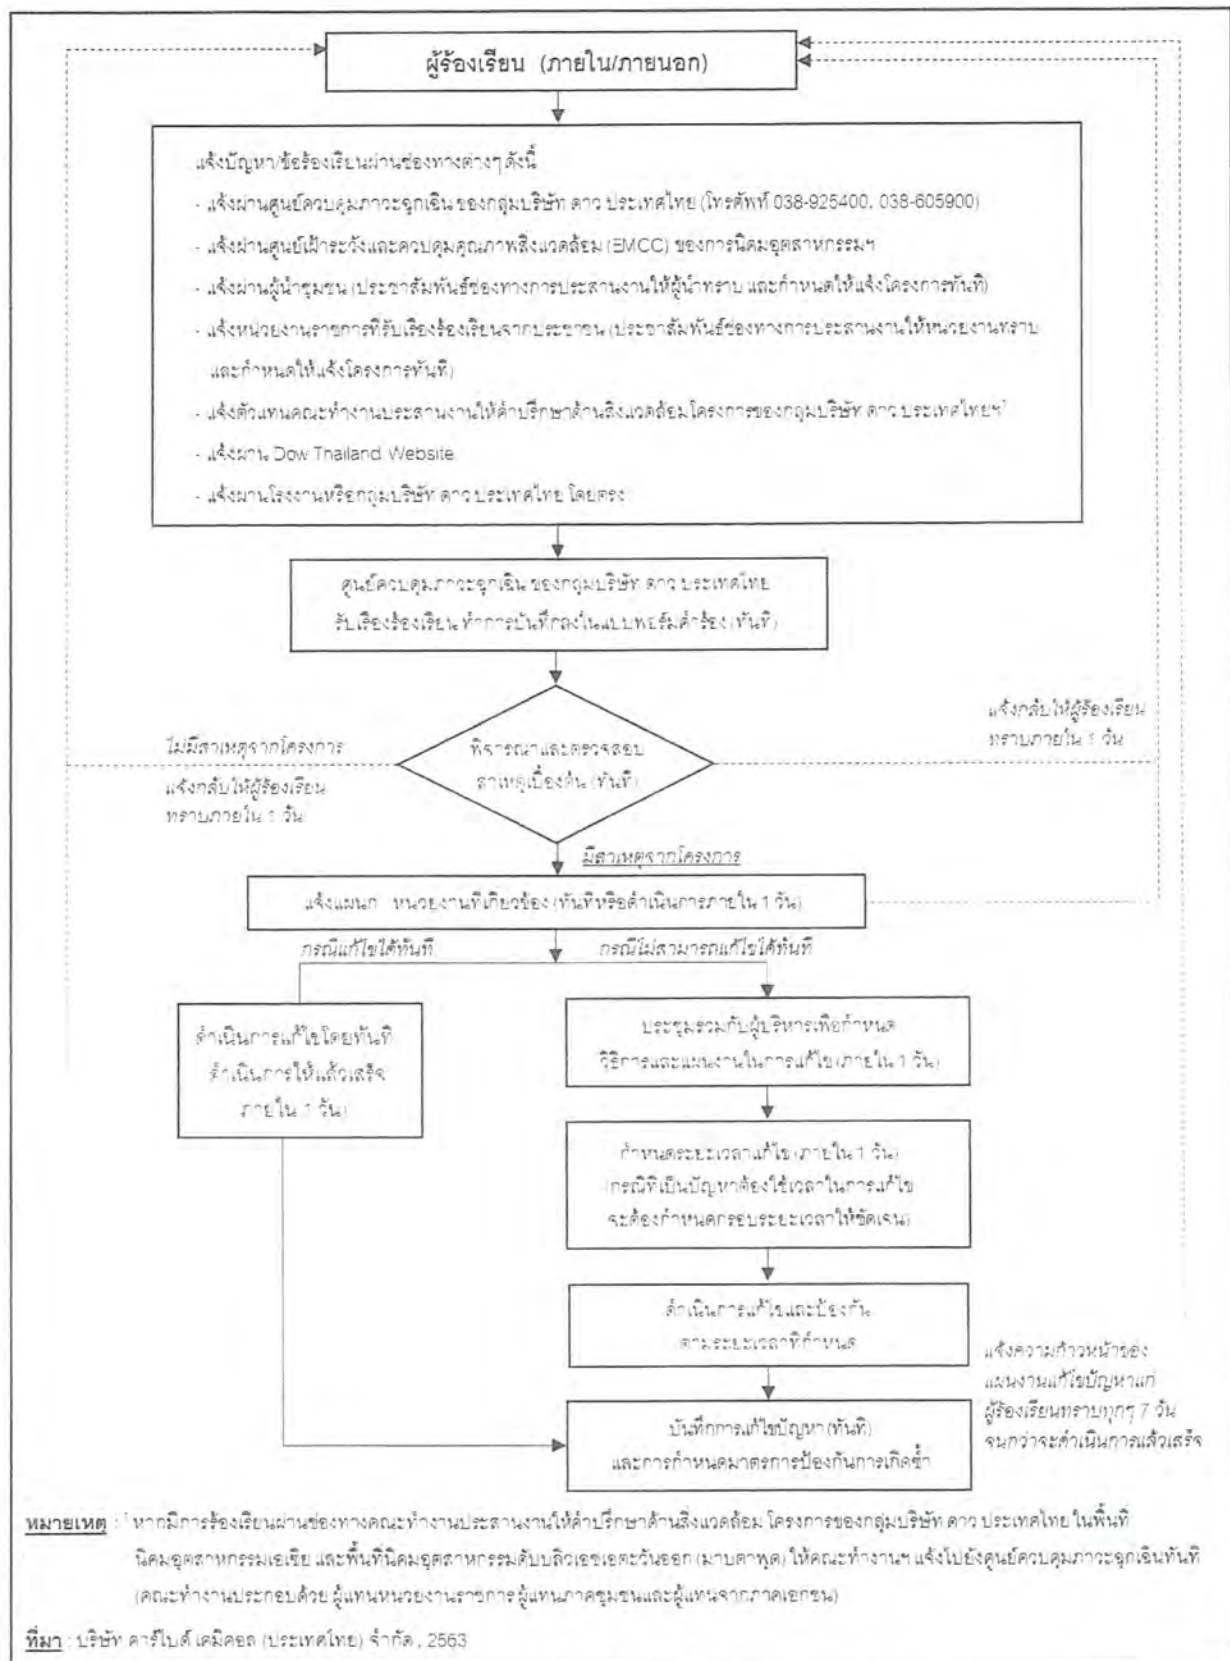 ผู้ร้องเรียน (ภายใน/ภายนอก)
แจ้งปัญหา/ข้อร้องเรียนผ่านช่องทางต่างๆ ดังนี้
- แจ้งผ่านศูนย์ควบคุมภาวะฉุกเฉิน ของกลุ่มบริษัท ดาว ประเทศไทย (โทรศัพท์ 038-925400, 038-605900)
- แจ้งผ่านศูนย์เฝ้าระวังและควบคุมคุณภาพสิ่งแวดล้อม (EMCC) ของการนิคมอุตสาหกรรมฯ
- แจ้งผ่านผู้นำชุมชน (ประชาสัมพันธ์ช่องทางการประสานงานให้ผู้นำทราบ และกำหนดให้แจ้งโครงการทันที)
- แจ้งหน่วยงานราชการที่รับเรื่องร้องเรียนจากประชาชน (ประชาสัมพันธ์ช่องทางการประสานงานให้หน่วยงานทราบ
และกำหนดให้แจ้งโครงการทันที)
- แจ้งตัวแทนคณะทำงานประสานงานให้คำปรึกษาด้านสิ่งแวดล้อมโครงการของกลุ่มบริษัท ดาว ประเทศไทยฯ¹
- แจ้งผ่าน Dow Thailand Website
- แจ้งผ่านโรงงานหรือกลุ่มบริษัท ดาว ประเทศไทย โดยตรง
ศูนย์ควบคุมภาวะฉุกเฉิน ของกลุ่มบริษัท ดาว ประเทศไทย
รับเรื่องร้องเรียน ทำการบันทึกลงในแบบฟอร์มคำร้อง (ทันที)
พิจารณาและตรวจสอบ
สาเหตุเบื้องต้น (ทันที)
ไม่มีสาเหตุจากโครงการ
แจ้งกลับให้ผู้ร้องเรียน
ทราบภายใน 1 วัน
แจ้งกลับให้ผู้ร้องเรียน
ทราบภายใน 1 วัน
มีสาเหตุจากโครงการ
แจ้งแผนก หน่วยงานที่เกี่ยวข้อง (ทันทีหรือดำเนินการภายใน 1 วัน)
กรณีแก้ไขได้ทันที
กรณีไม่สามารถแก้ไขได้ทันที
ดำเนินการแก้ไขโดยทันที
ดำเนินการให้แล้วเสร็จ
ภายใน 1 วัน)
ประชุมร่วมกับผู้บริหารเพื่อกำหนด
วิธีการและแผนงานในการแก้ไข (ภายใน 1 วัน)
กำหนดระยะเวลาแก้ไข (ภายใน 1 วัน)
(กรณีที่เป็นปัญหาต้องใช้เวลาในการแก้ไข
จะต้องกำหนดกรอบระยะเวลาให้ชัดเจน)
ดำเนินการแก้ไขและป้องกัน
ตามระยะเวลาที่กำหนด
บันทึกการแก้ไขปัญหา (ทันที)
และการกำหนดมาตรการป้องกันการเกิดซ้ำ
แจ้งความก้าวหน้าของ
แผนงานแก้ไขปัญหาแก่
ผู้ร้องเรียนทราบทุกๆ 7 วัน
จนกว่าจะดำเนินการแล้วเสร็จ
หมายเหตุ : ¹ หากมีการร้องเรียนผ่านช่องทางคณะทำงานประสานงานให้คำปรึกษาด้านสิ่งแวดล้อม โครงการของกลุ่มบริษัท ดาว ประเทศไทย ในพื้นที่
นิคมอุตสาหกรรมเอเชีย และพื้นที่นิคมอุตสาหกรรมดับบลิวเอชเอตะวันออก (มาบตาพุด) ให้คณะทำงานฯ แจ้งไปยังศูนย์ควบคุมภาวะฉุกเฉินทันที
(คณะทำงานประกอบด้วย ผู้แทนหน่วยงานราชการ ผู้แทนภาคชุมชนและผู้แทนจากภาคเอกชน)
ที่มา : บริษัท คาร์ไบด์ เคมิคอล (ประเทศไทย) จำกัด , 2563